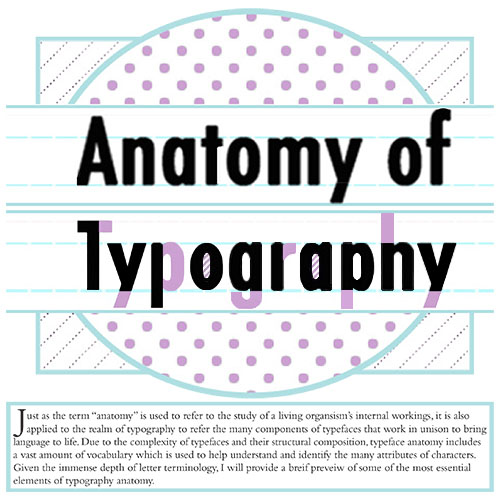 Anatomy of
Typography
Just as the term “anatomy” is used to refer to the study of a living organsism’s internal workings, it is also
applied to the realm of typography to refer the many components of typefaces that work in unison to bring
language to life. Due to the complexity of typefaces and their structural composition, typeface anatomy includes
a vast amount of vocabulary which is used to help understand and identify the many attributes of characters.
Given the immense depth of letter terminology, I will provide a breif preveiw of some of the most essential
elements of typography anatomy.